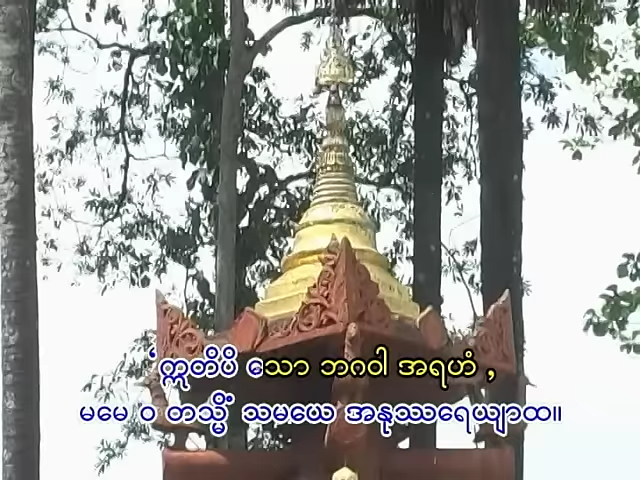 ‘ဣတိပိ သော ဘဂဝါ အရဟံ ,
မမေ ဝ တသ္မိံ သမယေ အနုဿရေယျာထ။